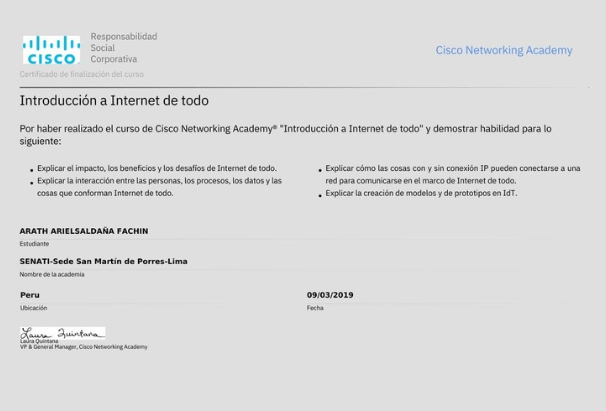 CISCO
Responsabilidad
Social
Corporativa
Cisco Networking Academy
Certificado de finalización del curso
Introducción a Internet de todo
Por haber realizado el curso de Cisco Networking Academy® "Introducción a Internet de todo" y demostrar habilidad para lo
siguiente:
• Explicar el impacto, los beneficios y los desafíos de Internet de todo.
• Explicar la interacción entre las personas, los procesos, los datos y las
cosas que conforman Internet de todo.
• Explicar cómo las cosas con y sin conexión IP pueden conectarse a una
red para comunicarse en el marco de Internet de todo.
• Explicar la creación de modelos y de prototipos en IdT.
ARATH ARIELSALDAÑA FACHIN
Estudiante
SENATI-Sede San Martín de Porres-Lima
Nombre de la academia
Peru
Ubicación
09/03/2019
Fecha
Laura Quintana
Laura Quintana
VP & General Manager, Cisco Networking Academy